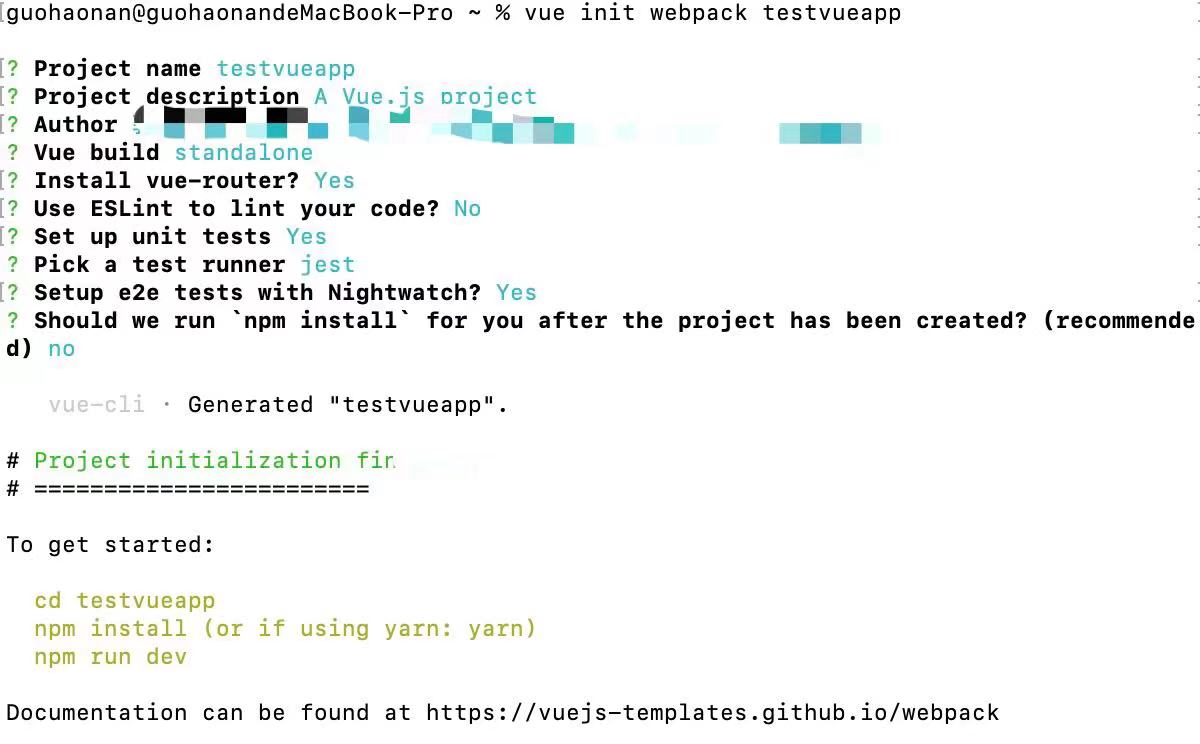 guohaonan@guohaonandeMacBook-Pro ~ % vue init webpack testvueapp
? Project name testvueapp
? Project description A Vue.js project
? Author
? Vue build standalone
? Install vue-router? Yes
? Use ESLint to lint your code? No
? Set up unit tests Yes
? Pick a test runner jest
? Setup e2e tests with Nightwatch? Yes
? Should we run `npm install` for you after the project has been created? (recommende
d) no
vue-cli · Generated "testvueapp".
# Project initialization
# ========================
To get started:
cd testvueapp
npm install (or if using yarn: yarn)
npm run dev
Documentation can be found at https://vuejs-templates.github.io/webpack